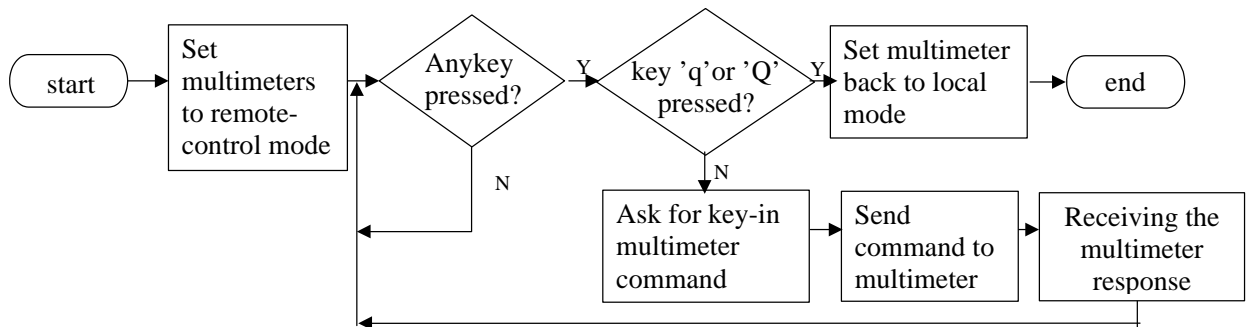 start
Set
multimeters
to remote-
control mode
Anykey
pressed?
Y
N
key 'q'or 'Q'
pressed?
Y
N
Set multimeter
back to local
mode
end
Ask for key-in
multimeter
command
Send
command to
multimeter
Receiving the
multimeter
response